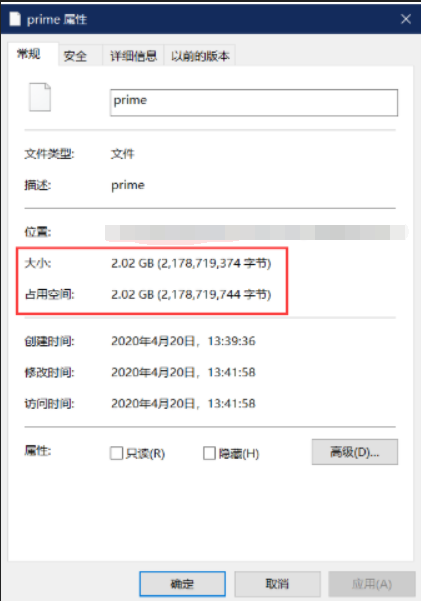 prime 属性
常规 安全 详细信息 以前的版本
prime
文件类型: 文件
描述: prime
位置:
大小: 2.02 GB (2,178,719,374 字节)
占用空间: 2.02 GB (2,178,719,744 字节)
创建时间: 2020年4月20日，13:39:36
修改时间: 2020年4月20日，13:41:58
访问时间: 2020年4月20日，13:41:58
属性: 只读(R) 隐藏(H) 高级(D)...
确定 取消 应用(A)